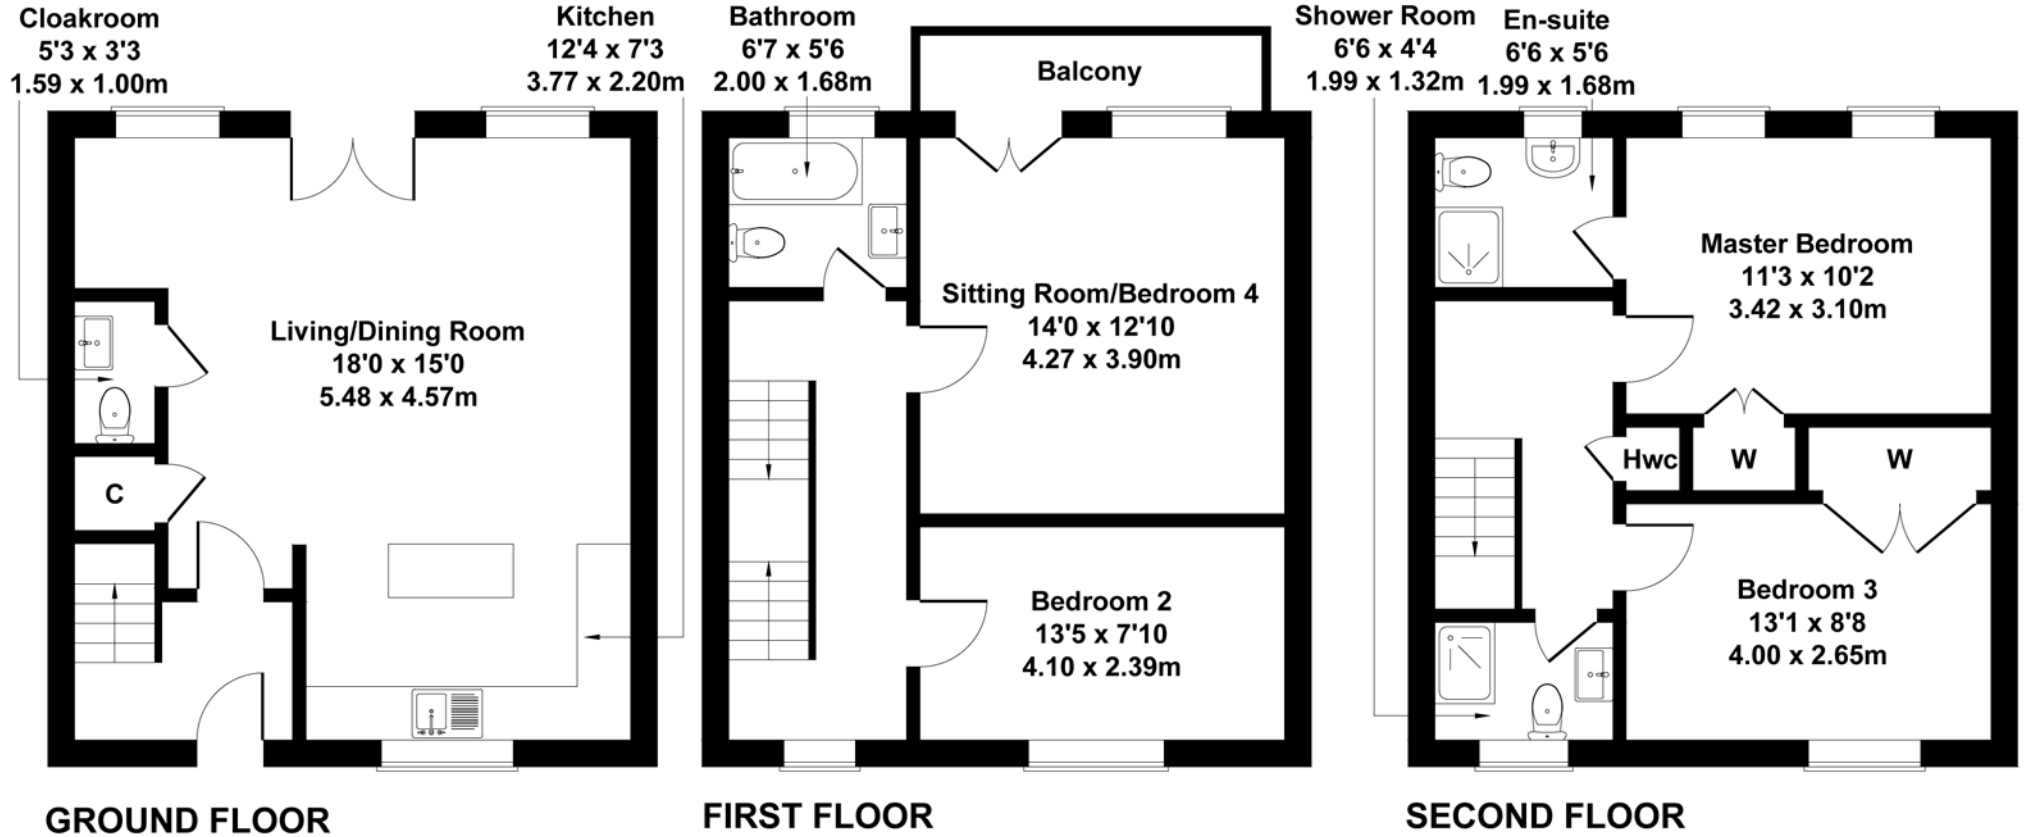 Cloakroom
5'3 x 3'3
1.59 x 1.00m
Kitchen
12'4 x 7'3
3.77 x 2.20m
Living/Dining Room
18'0 x 15'0
5.48 x 4.57m
C
GROUND FLOOR
Bathroom
6'7 x 5'6
2.00 x 1.68m
Balcony
Sitting Room/Bedroom 4
14'0 x 12'10
4.27 x 3.90m
Bedroom 2
13'5 x 7'10
4.10 x 2.39m
FIRST FLOOR
Shower Room
6'6 x 4'4
1.99 x 1.32m
En-suite
6'6 x 5'6
1.99 x 1.68m
Master Bedroom
11'3 x 10'2
3.42 x 3.10m
Hwc
W
W
Bedroom 3
13'1 x 8'8
4.00 x 2.65m
SECOND FLOOR